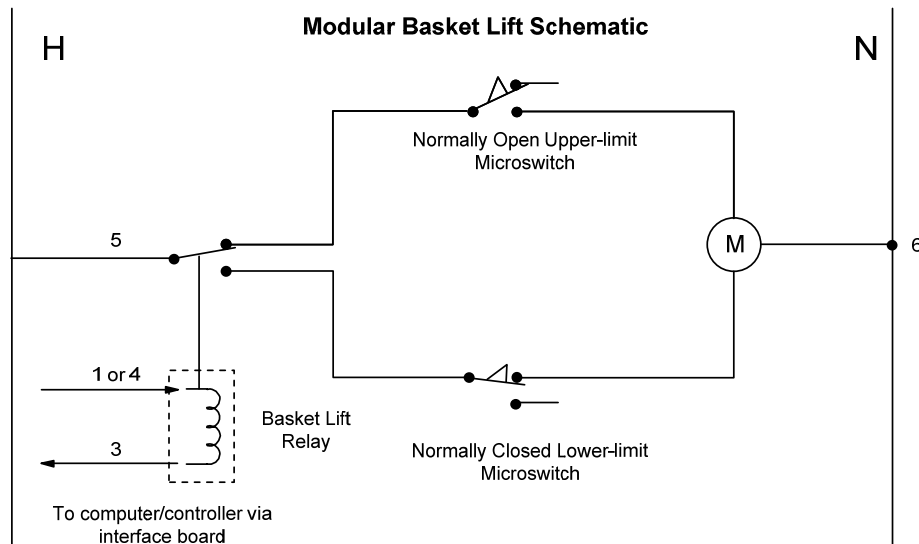 Modular Basket Lift Schematic
H
N
Normally Open Upper-limit
Microswitch
5
M
6
1 or 4
Basket Lift
Relay
3
Normally Closed Lower-limit
Microswitch
To computer/controller via
interface board